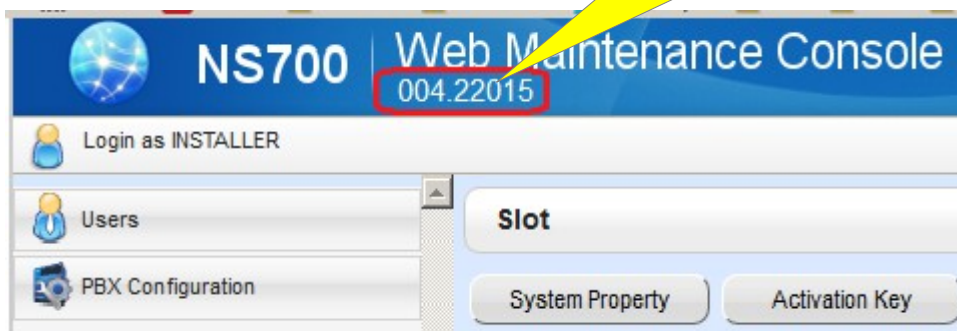 NS700
Web Maintenance Console
004.22015
Login as INSTALLER
Users
Slot
PBX Configuration
System Property
Activation Key